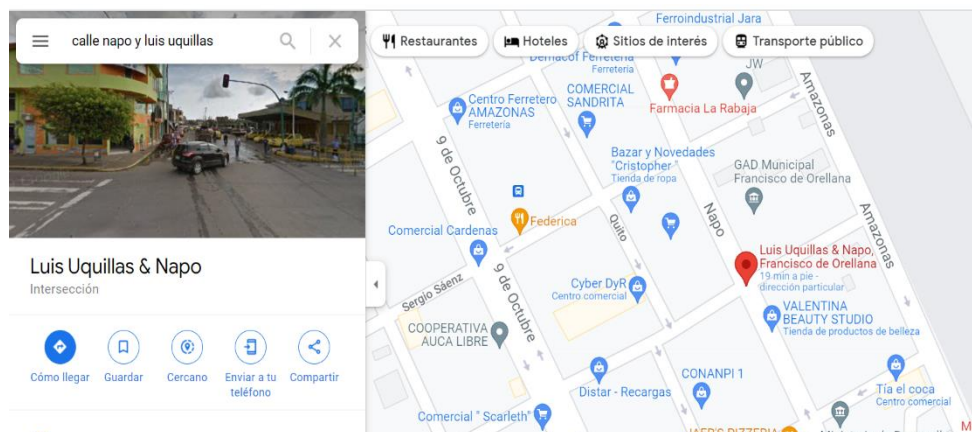 calle napo y luis uquillas
Luis Uquillas & Napo
Intersección
Cómo llegar
Guardar
Cercano
Enviar a tu
teléfono
Compartir
Restaurantes
Hoteles
Sitios de interés
Transporte público
Ferroindustrial Jara
Ferretería
JW
Farmacia La Rabaja
COMERCIAL
SANDRITA
Centro Ferretero
AMAZONAS
Ferretería
Amazonas
9 de Octubre
Bazar y Novedades
"Cristopher"
Tienda de ropa
GAD Municipal
Francisco de Orellana
Federica
Quito
Napo
Amazonas
Comercial Cardenas
Luis Uquillas & Napo,
Francisco de Orellana
19 min a pie -
dirección particular
Sergio Sáenz
9 de Octubre
Cyber DyR
Centro comercial
VALENTINA
BEAUTY STUDIO
Tienda de productos de belleza
COOPERATIVA
AUCA LIBRE
CONANPI 1
Distar - Recargas
Tía el coca
Centro comercial
Comercial " Scarleth"